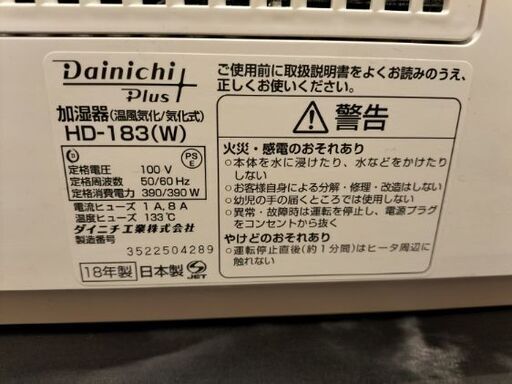 Dainichi
Plus+
加湿器(温風気化/気化式)
HD-183(W)
PS
E
定格電圧 100 V
定格周波数 50/60 Hz
定格消費電力 390/390 W
電流ヒューズ 1 A, 8 A
温度ヒューズ 133℃
ダイニチ工業株式会社
製造番号
3522504289
18年製 日本製 JET
ご使用前に取扱説明書をよくお読みのうえ、
正しくお使いください。
警告
火災・感電のおそれあり
○本体を水に浸けたり、水などをかけたり
しない
○お客様自身による分解・修理・改造はしない
○幼児の手の届くところでは使用しない
○異常・故障時は運転を停止し、電源プラグ
をコンセントから抜く
やけどのおそれあり
○運転停止直後(約1分間)はヒータ周辺に
触れない